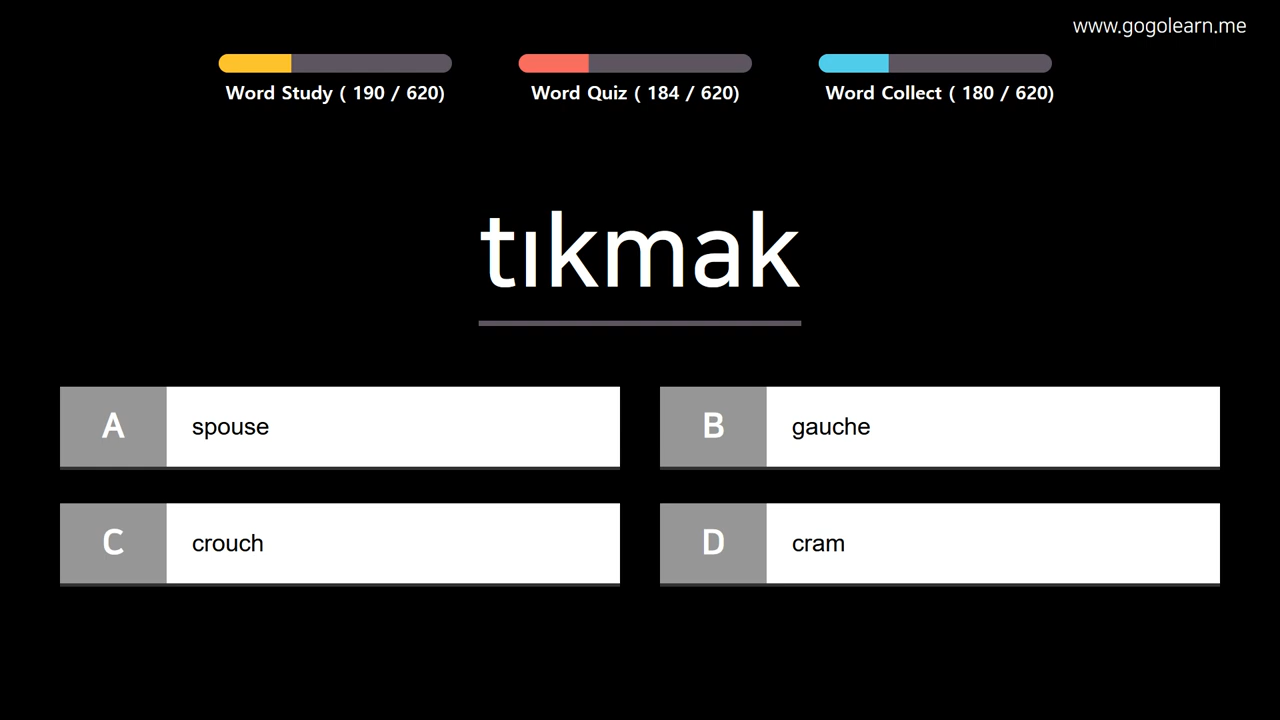 www.gogolearn.me
Word Study ( 190 / 620)
Word Quiz ( 184 / 620)
Word Collect ( 180 / 620)
tıkmak
A spouse
B gauche
C crouch
D cram